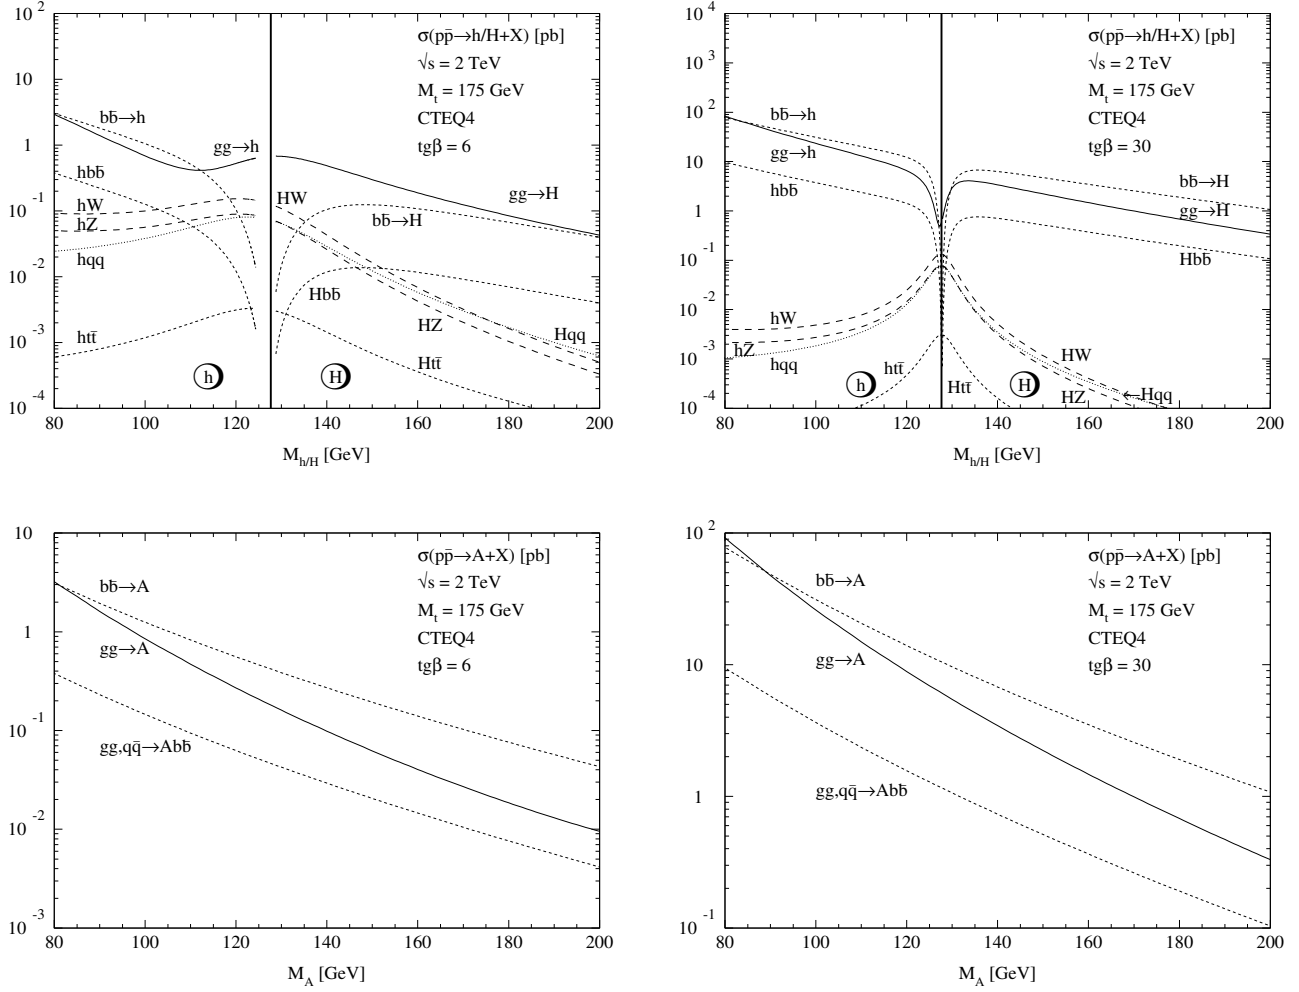 σ(pp̄→h/H+X) [pb]
√s = 2 TeV
M_t = 175 GeV
CTEQ4
tgβ = 6
bb̄→h
gg→h
hbb̄
hW
hZ
hqq
htt̄
HW
bb̄→H
gg→H
Hbb̄
HZ
Hqq
Htt̄
h
H
10^2
10
1
10^-1
10^-2
10^-3
10^-4
80 100 120 140 160 180 200
M_h/H [GeV]
σ(pp̄→h/H+X) [pb]
√s = 2 TeV
M_t = 175 GeV
CTEQ4
tgβ = 30
bb̄→h
gg→h
hbb̄
hW
hZ
hqq
htt̄
bb̄→H
gg→H
Hbb̄
HW
←Hqq
HZ
Htt̄
h
H
10^4
10^3
10^2
10
1
10^-1
10^-2
10^-3
10^-4
80 100 120 140 160 180 200
M_h/H [GeV]
σ(pp̄→A+X) [pb]
√s = 2 TeV
M_t = 175 GeV
CTEQ4
tgβ = 6
bb̄→A
gg→A
gg,qq̄→Abb̄
10
1
10^-1
10^-2
10^-3
80 100 120 140 160 180 200
M_A [GeV]
σ(pp̄→A+X) [pb]
√s = 2 TeV
M_t = 175 GeV
CTEQ4
tgβ = 30
bb̄→A
gg→A
gg,qq̄→Abb̄
10^2
10
1
10^-1
80 100 120 140 160 180 200
M_A [GeV]